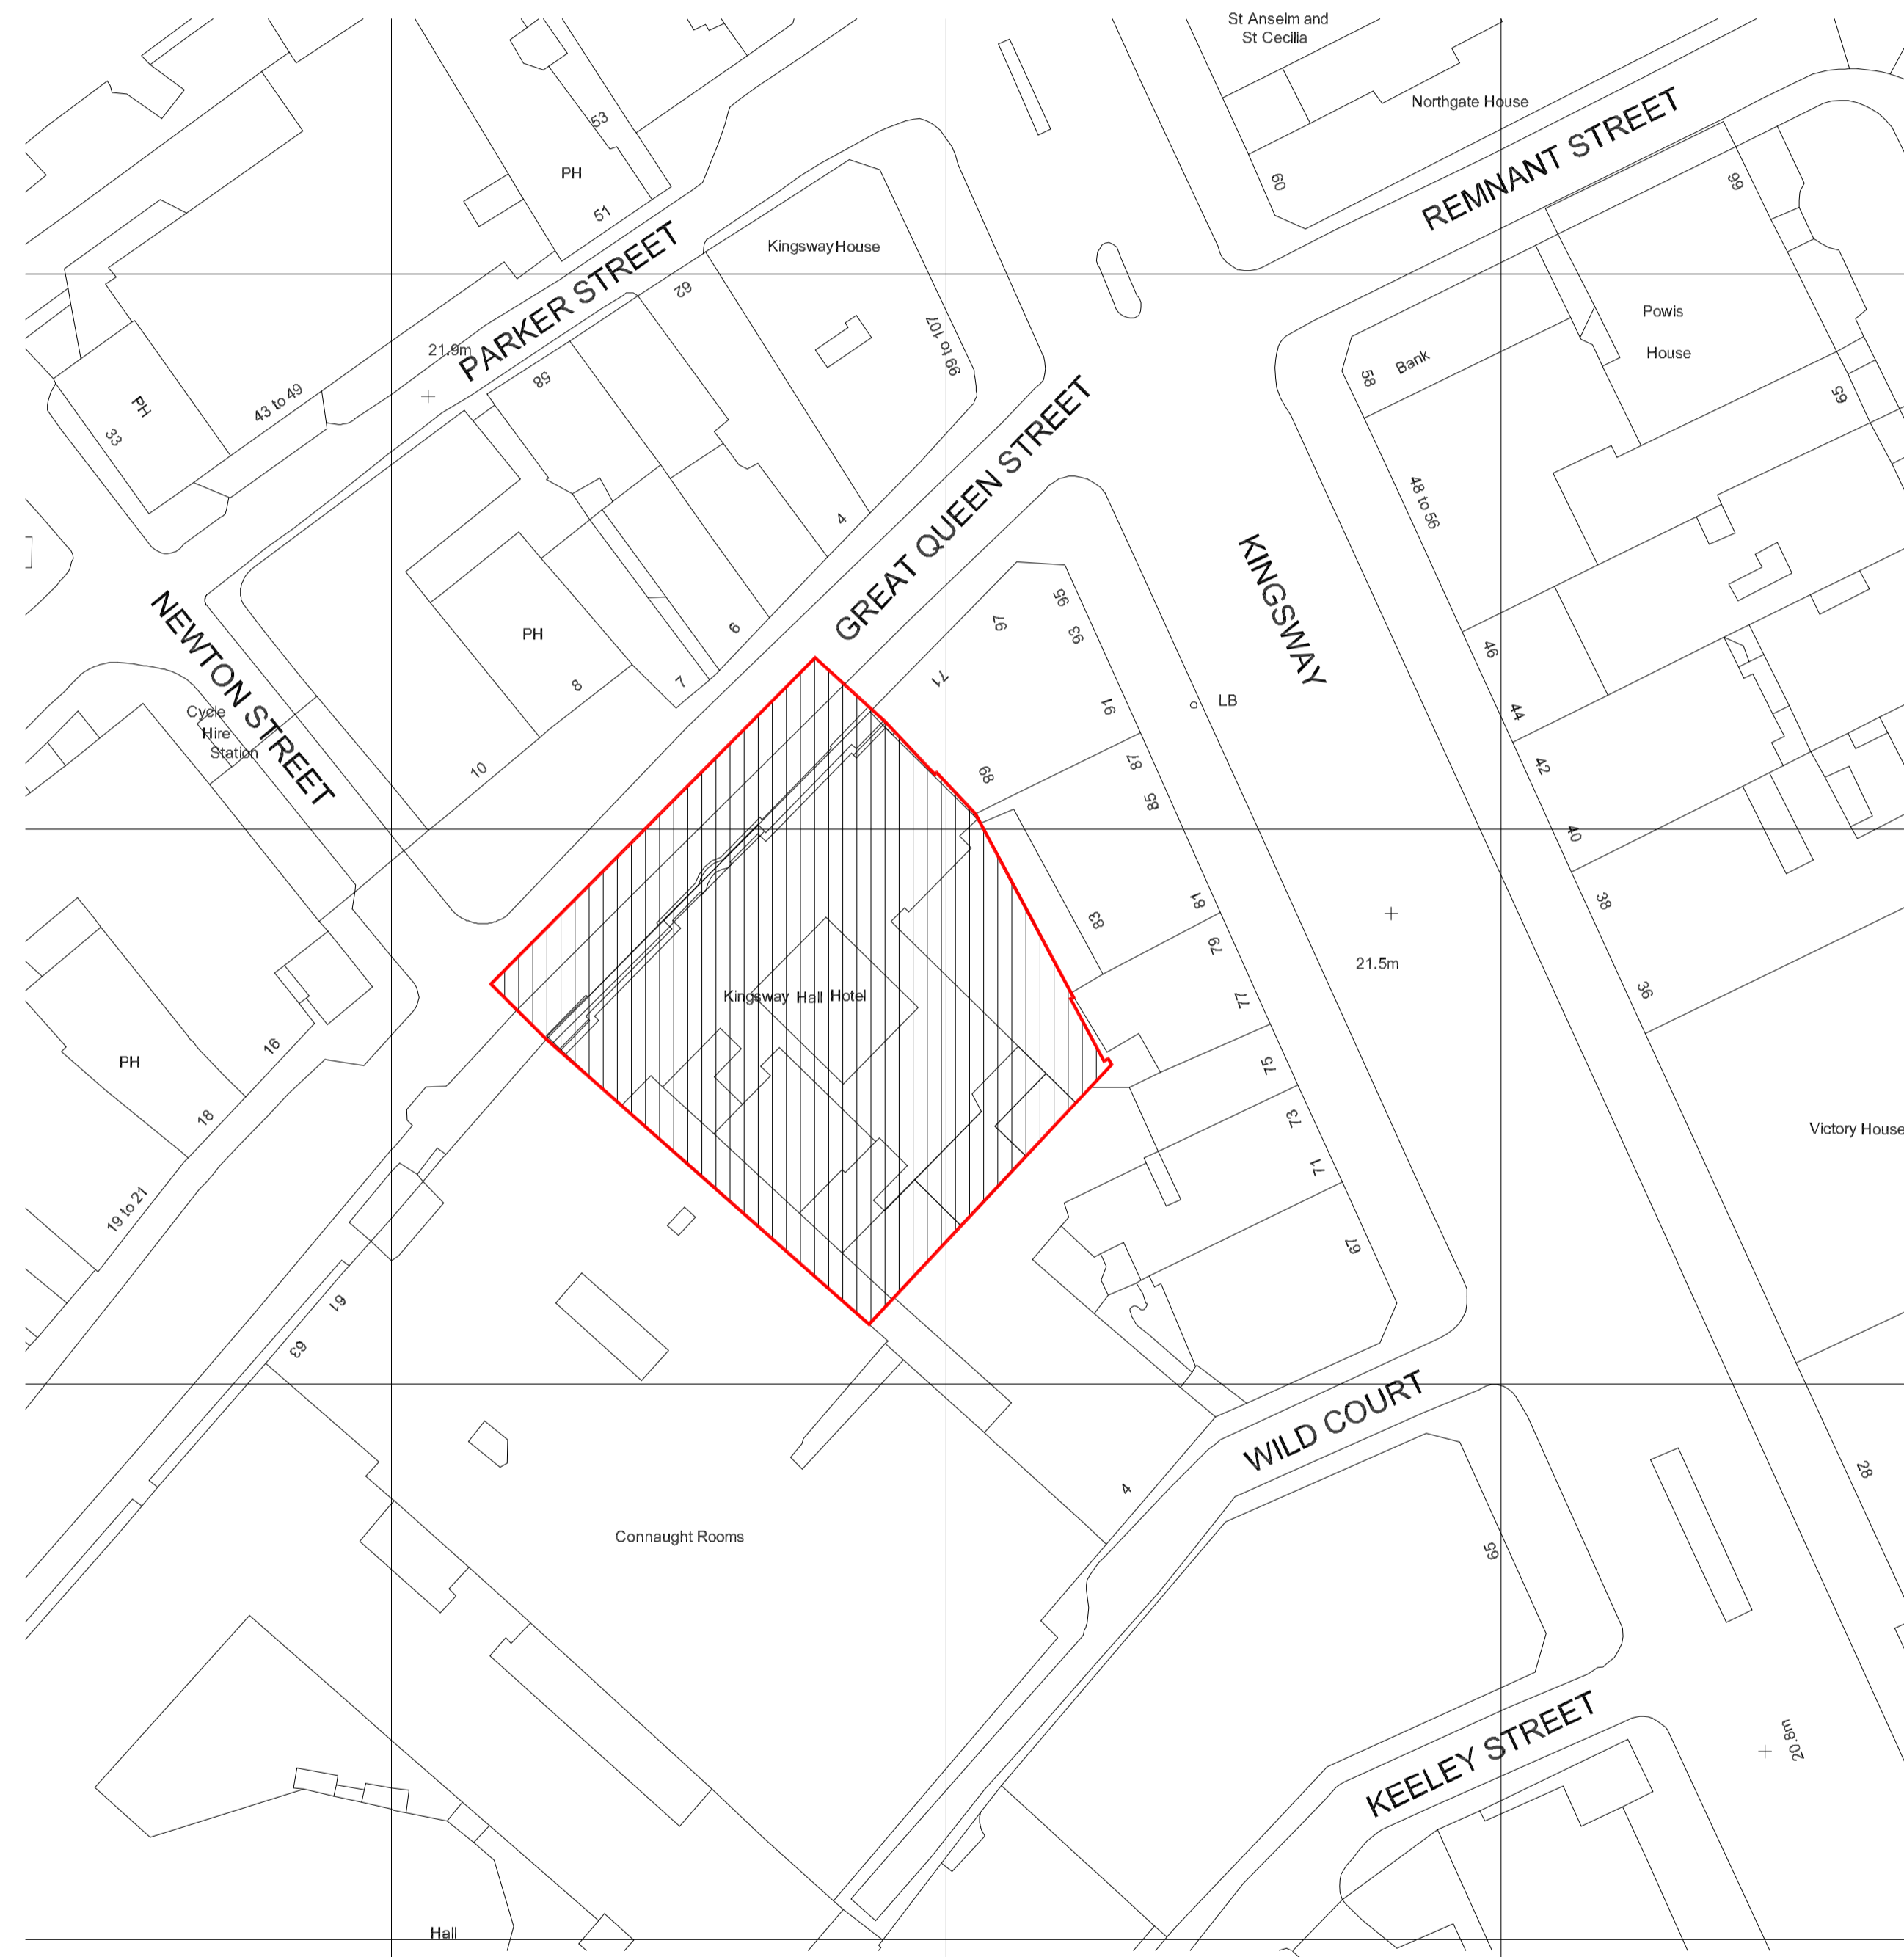 St Anselm and
St Cecilia
Northgate House
REMNANT STREET
53
PH
51
60
66
PARKER STREET
Kingsway House
62
21.9m
58
99 to 107
Powis
House
Bank
58
65
PH
33
43 to 49
4
GREAT QUEEN STREET
48 to 56
KINGSWAY
NEWTON STREET
PH
6
7
8
10
97
95
93
71
91
LB
46
44
42
40
38
36
Cycle
Hire
Station
69
87
85
83
81
79
77
75
73
71
67
21.5m
Kingsway Hall Hotel
PH
16
18
19 to 21
61
63
Victory House
WILD COURT
4
28
Connaught Rooms
65
KEELEY STREET
20.8m
Hall